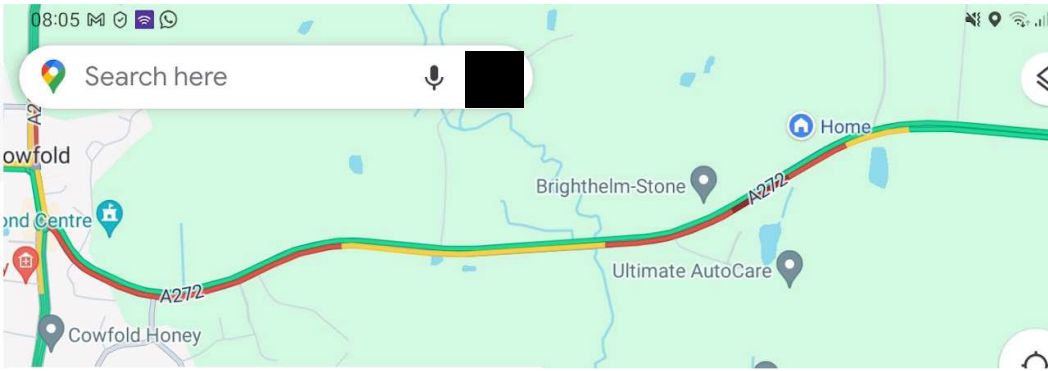 08:05
Search here
A2
owfold
Home
Brighthelm-Stone
A272
ond Centre
Ultimate AutoCare
y
A272
Cowfold Honey